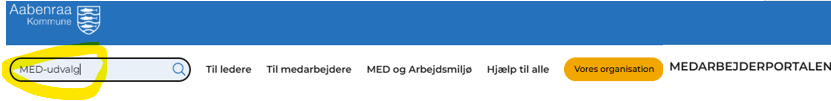 Aabenraa
Kommune
MED-udvalg Til ledere Til medarbejdere MED og Arbejdsmiljø Hjælp til alle Vores organisation MEDARBEJDERPORTALEN